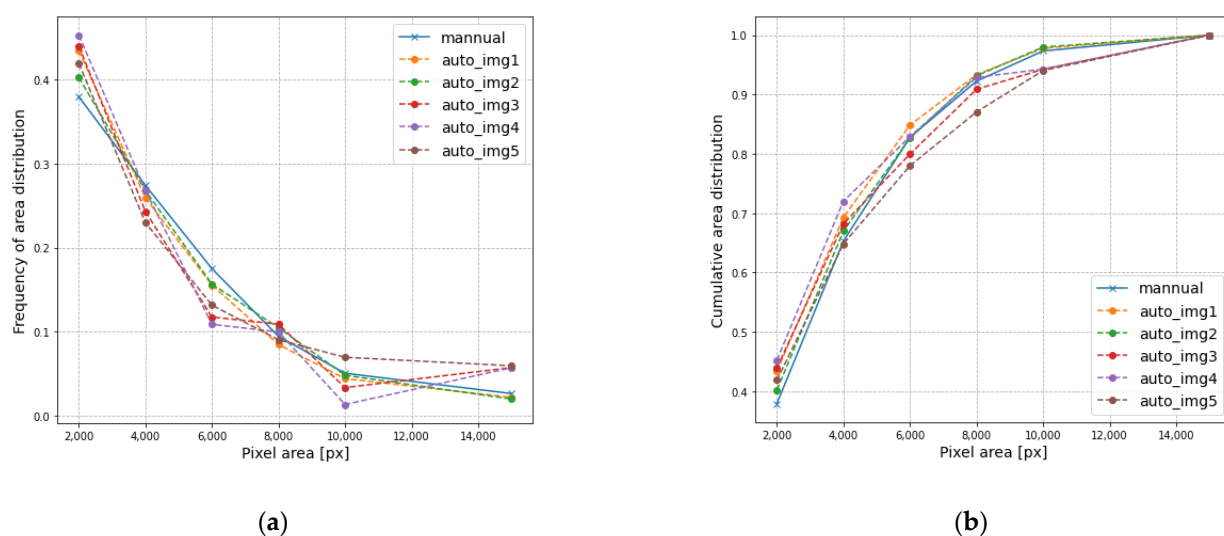 mannual
auto_img1
auto_img2
auto_img3
auto_img4
auto_img5
0.4
0.3
0.2
0.1
0.0
Frequency of area distribution
2,000 4,000 6,000 8,000 10,000 12,000 14,000
Pixel area [px]
(a)
1.0
0.9
0.8
0.7
0.6
0.5
0.4
Cumulative area distribution
mannual
auto_img1
auto_img2
auto_img3
auto_img4
auto_img5
2,000 4,000 6,000 8,000 10,000 12,000 14,000
Pixel area [px]
(b)